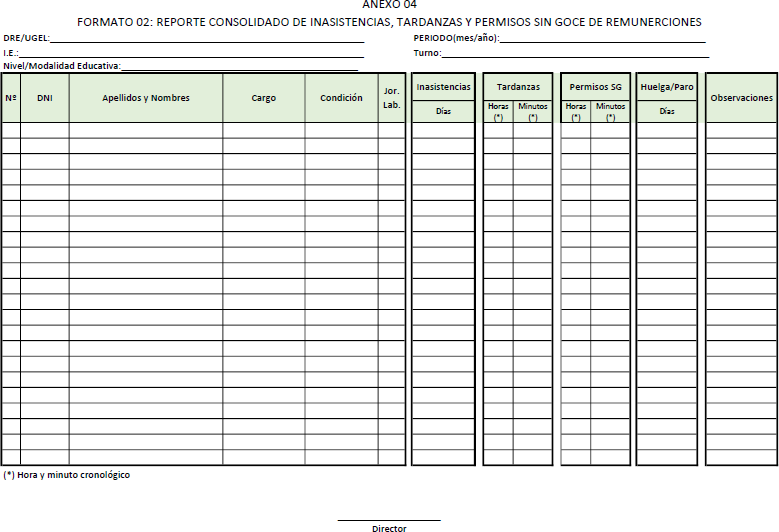 ANEXO 04
FORMATO 02: REPORTE CONSOLIDADO DE INASISTENCIAS, TARDANZAS Y PERMISOS SIN GOCE DE REMUNERCIONES
DRE/UGEL: PERIODO(mes/año):
I.E.: Turno:
Nivel/Modalidad Educativa:
Nº DNI Apellidos y Nombres Cargo Condición Jor. Lab. Inasistencias Tardanzas Permisos SG Huelga/Paro Observaciones
Días Horas (*) Minutos (*) Horas (*) Minutos (*) Días
(*) Hora y minuto cronológico
Director